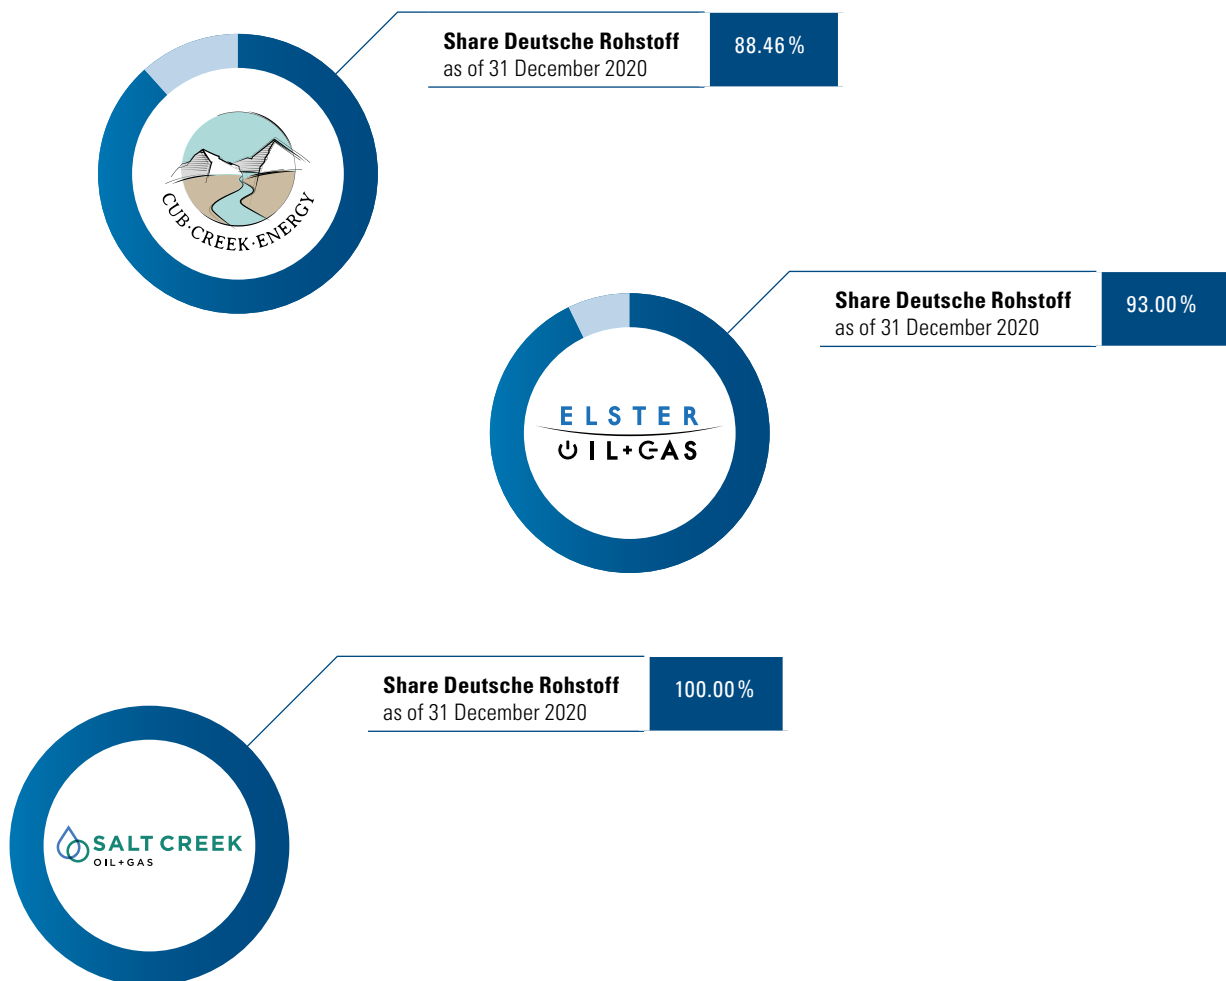 Share Deutsche Rohstoff
as of 31 December 2020
88.46 %
CUB·CREEK·ENERGY
Share Deutsche Rohstoff
as of 31 December 2020
93.00 %
ELSTER
OIL+GAS
Share Deutsche Rohstoff
as of 31 December 2020
100.00 %
SALT CREEK
OIL+GAS